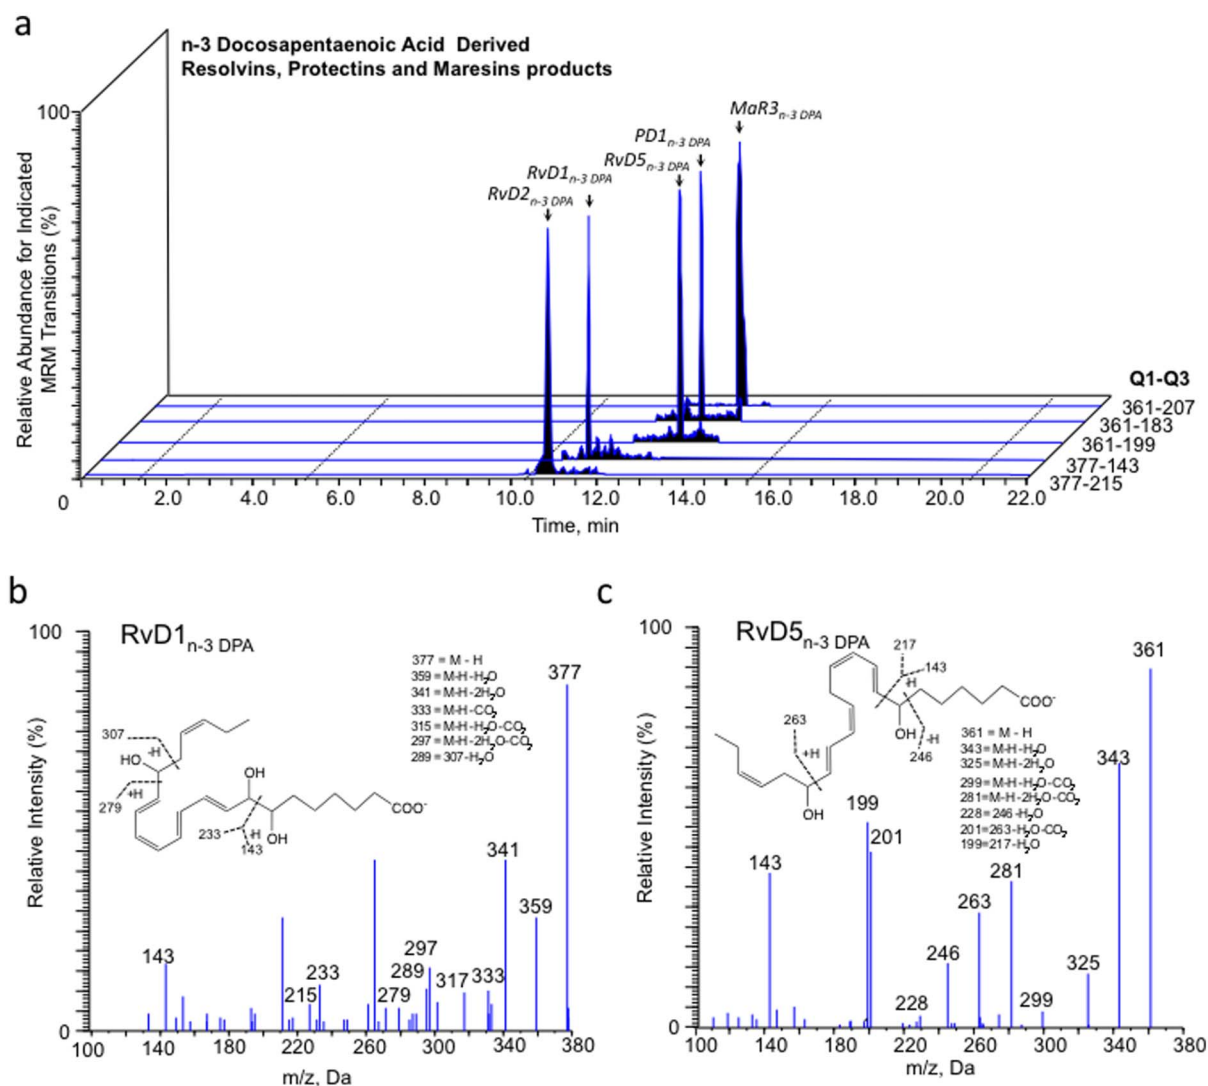 a
n-3 Docosapentaenoic Acid Derived
Resolvins, Protectins and Maresins products
Relative Abundance for Indicated
MRM Transitions (%)
100
0
MaR3n-3 DPA
PD1n-3 DPA
RvD5n-3 DPA
RvD1n-3 DPA
RvD2n-3 DPA
Q1-Q3
361-207
361-183
361-199
377-143
377-215
2.0 4.0 6.0 8.0 10.0 12.0 14.0 16.0 18.0 20.0 22.0
Time, min
b
RvD1n-3 DPA
Relative Intensity (%)
100
0
377 = M - H
359 = M-H-H2O
341 = M-H-2H2O
333 = M-H-CO2
315 = M-H-H2O-CO2
297 = M-H-2H2O-CO2
289 = 307-H2O
307
-H
HO
+H
279
OH
COO-
OH
233
-H
143
377
341
359
297
289
317
333
279
233
215
143
100 140 180 220 260 300 340 380
m/z, Da
c
RvD5n-3 DPA
Relative Intensity (%)
100
0
217
143
-H
COO-
OH
-H
246
263
+H
OH
361 = M - H
343= M-H-H2O
325= M-H-2H2O
299= M-H-H2O-CO2
281=M-H-2H2O-CO2
228 =246-H2O
201=263-H2O-CO2
199=217-H2O
361
343
199
201
143
281
263
246
325
228
299
100 140 180 220 260 300 340 380
m/z, Da